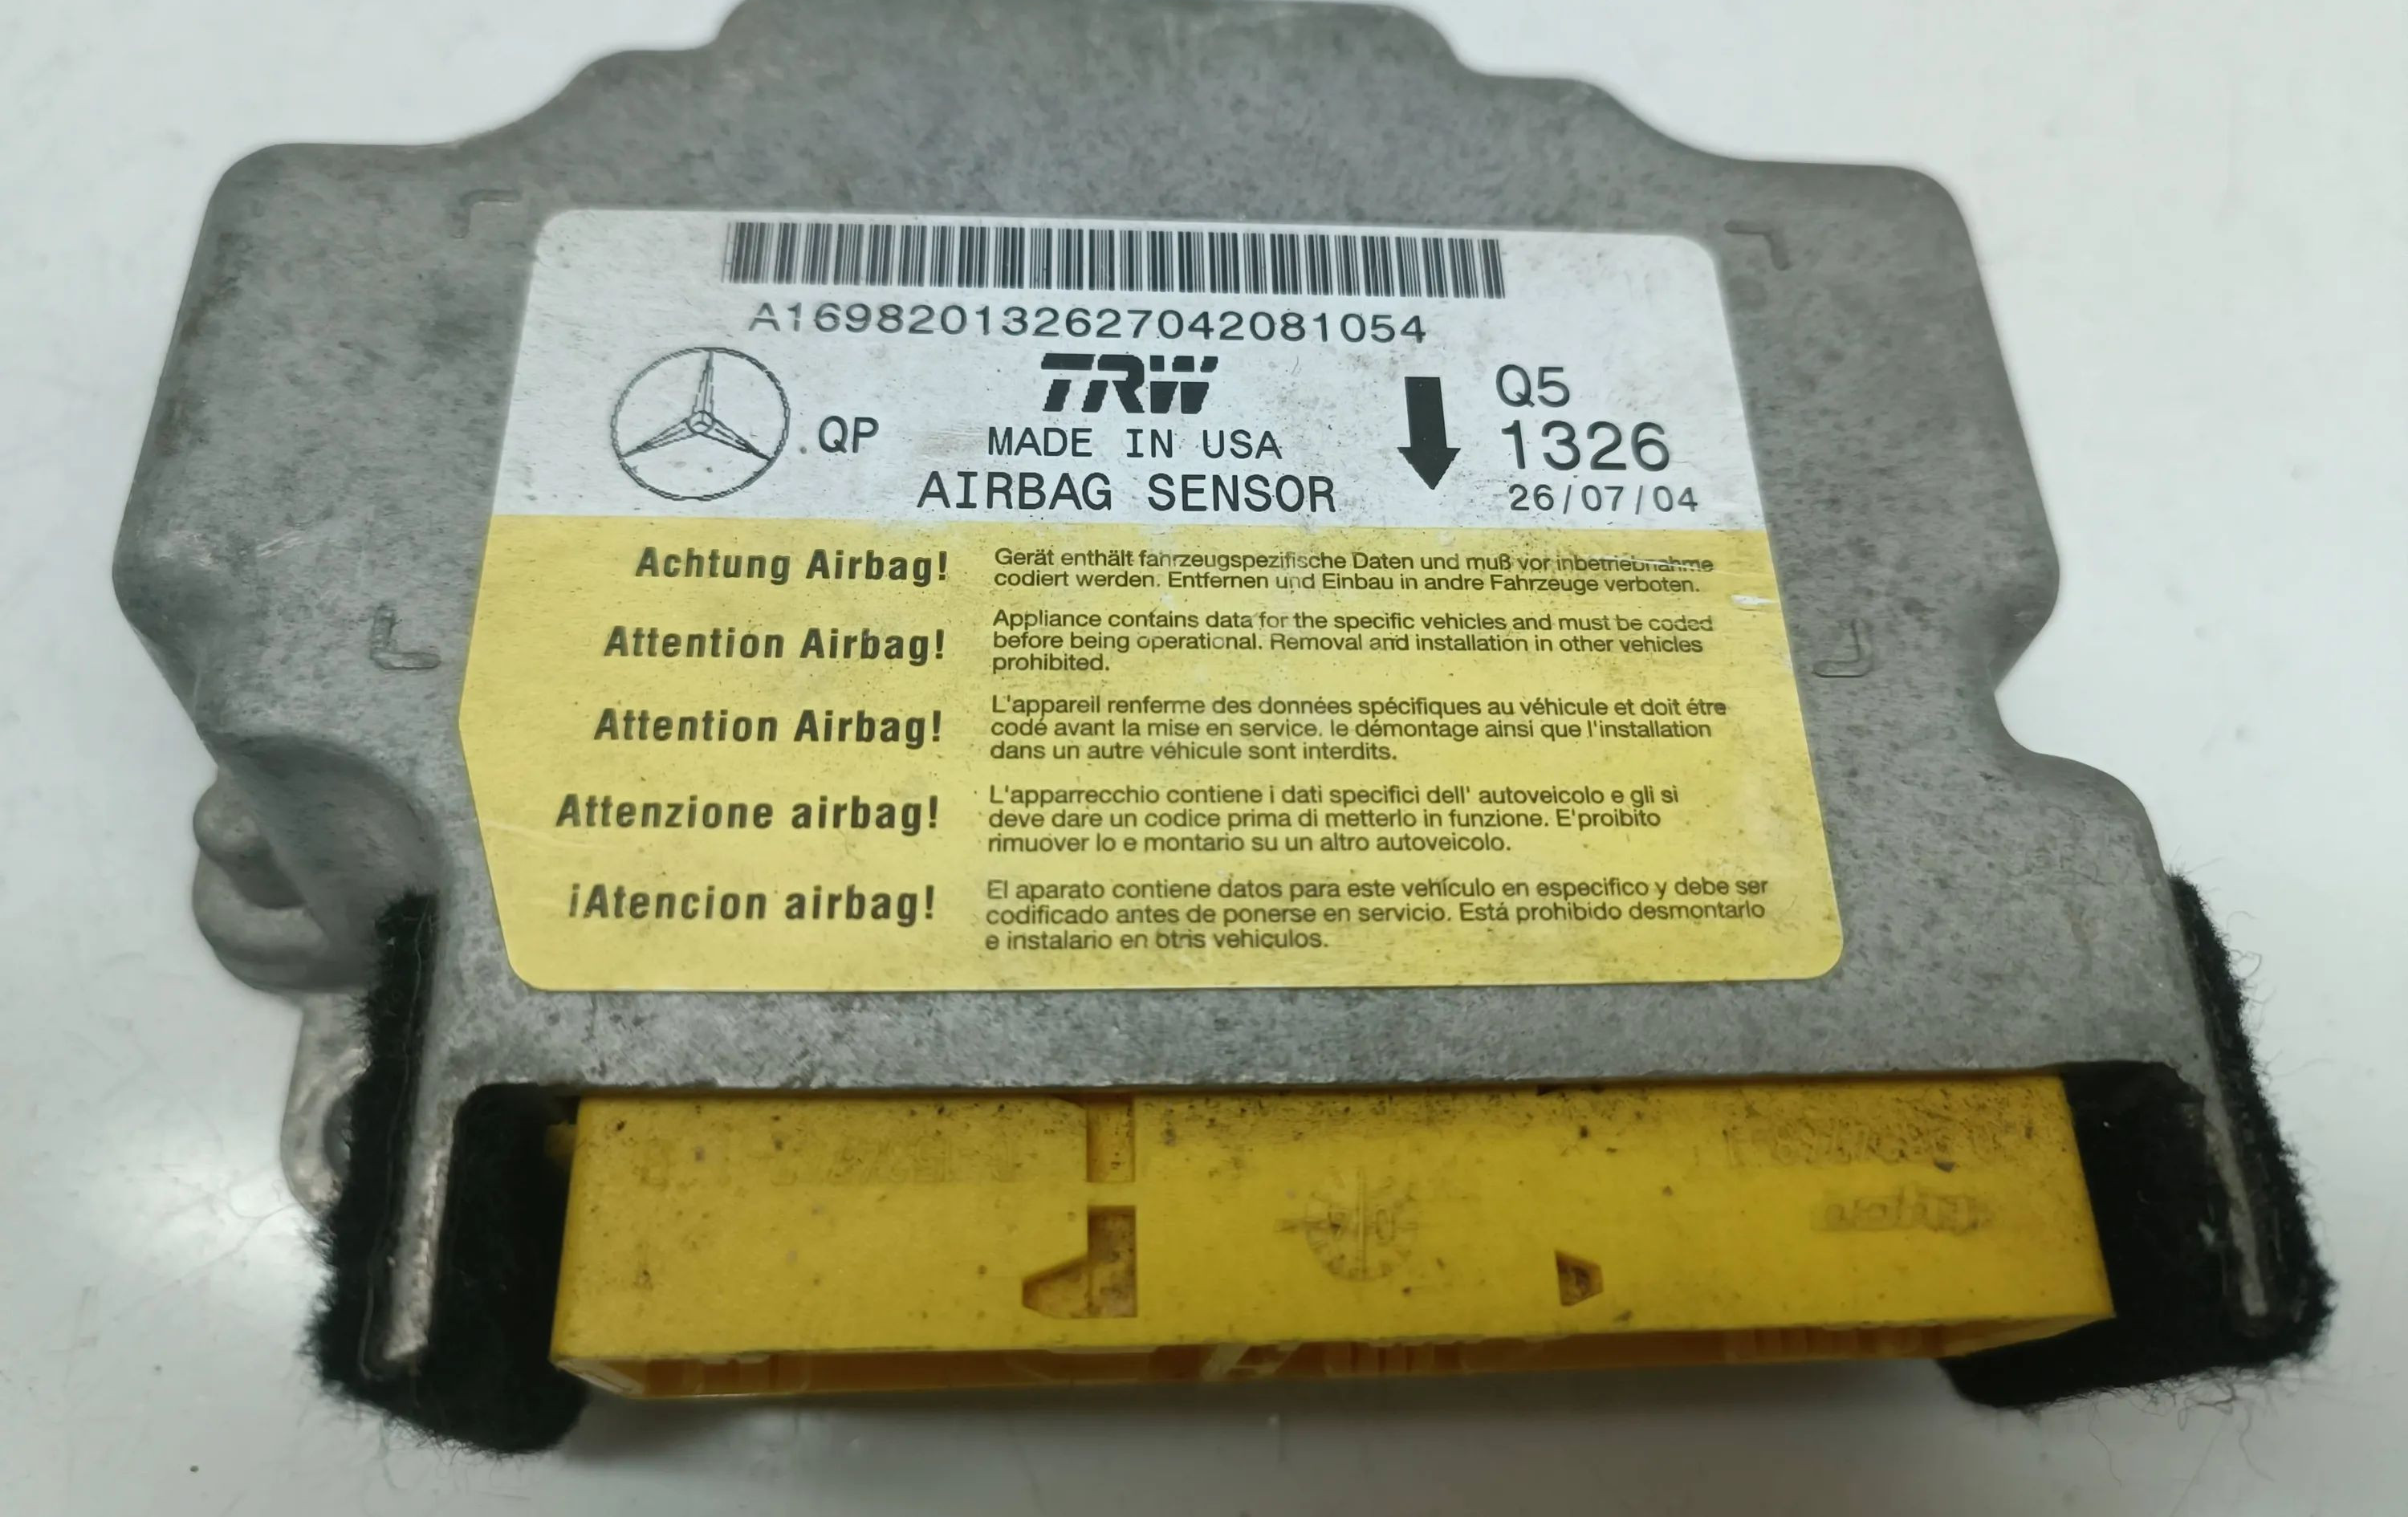 A169820132627042081054
TRW
.QP
MADE IN USA
AIRBAG SENSOR
Q5
1326
26/07/04
Achtung Airbag!
Gerät enthält fahrzeugspezifische Daten und muß vor inbetriebnahme
codiert werden. Entfernen und Einbau in andre Fahrzeuge verboten.
Attention Airbag!
Appliance contains data for the specific vehicles and must be coded
before being operational. Removal and installation in other vehicles
prohibited.
Attention Airbag!
L'appareil renferme des données spécifiques au véhicule et doit étre
codé avant la mise en service. le démontage ainsi que l'installation
dans un autre véhicule sont interdits.
Attenzione airbag!
L'apparrecchio contiene i dati specifici dell' autoveicolo e gli si
deve dare un codice prima di metterlo in funzione. E'proibito
rimuover lo e montario su un altro autoveicolo.
¡Atencion airbag!
El aparato contiene datos para este vehículo en especifico y debe ser
codificado antes de ponerse en servicio. Está prohibido desmontarlo
e instalario en otris vehiculos.